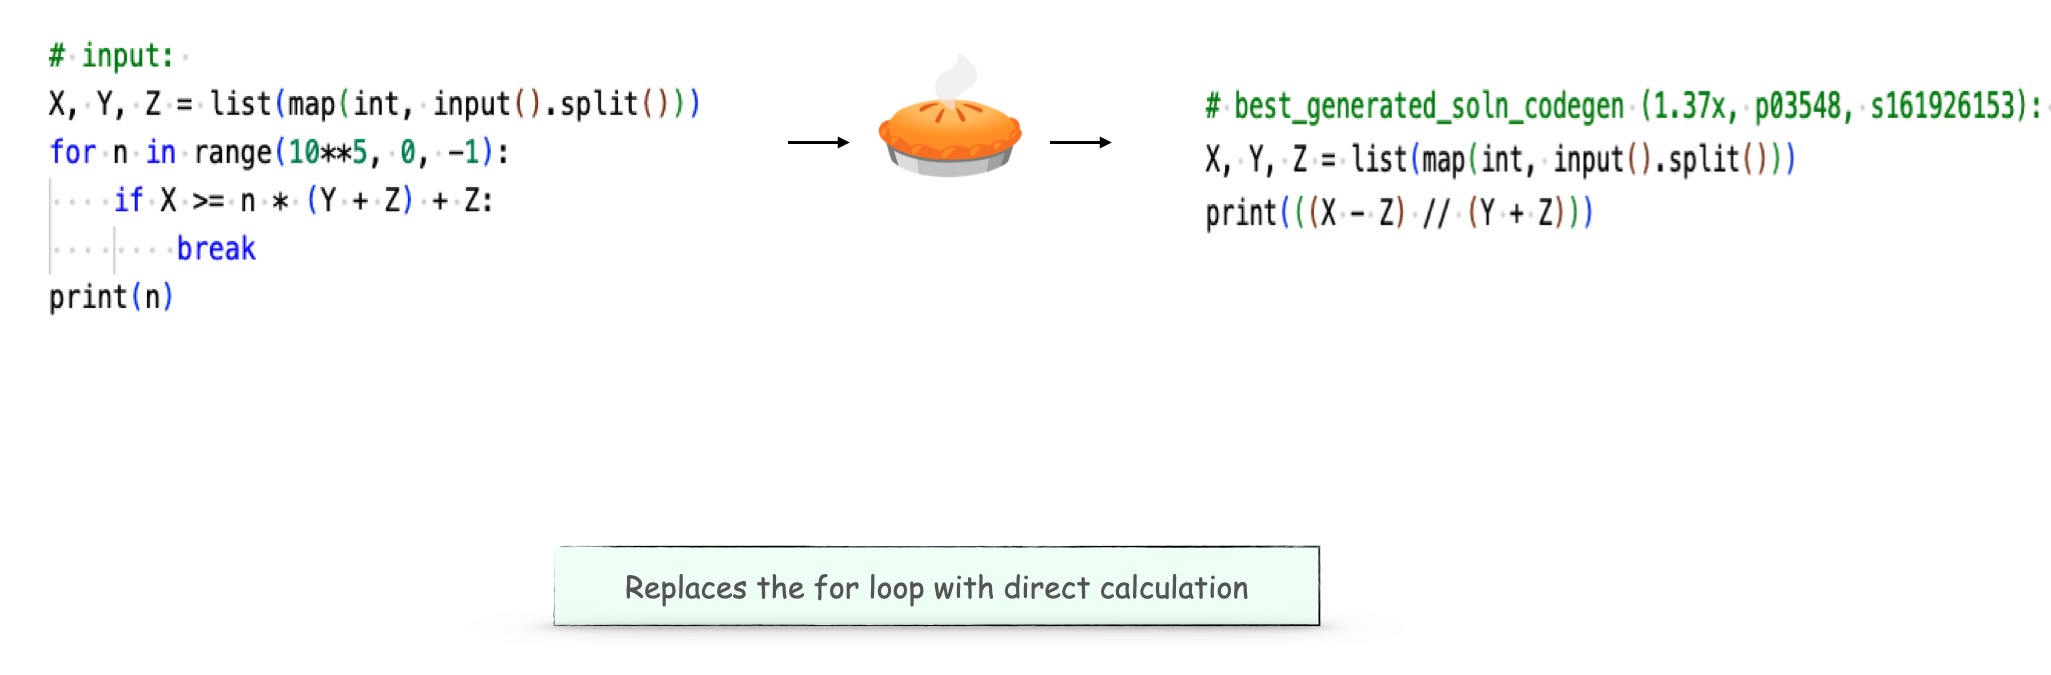 # input:
X, Y, Z = list(map(int, input().split()))
for n in range(10**5, 0, -1):
    if X >= n * (Y + Z) + Z:
        break
print(n)
# best_generated_soln_codegen (1.37x, p03548, s161926153):
X, Y, Z = list(map(int, input().split()))
print(((X - Z) // (Y + Z)))
Replaces the for loop with direct calculation